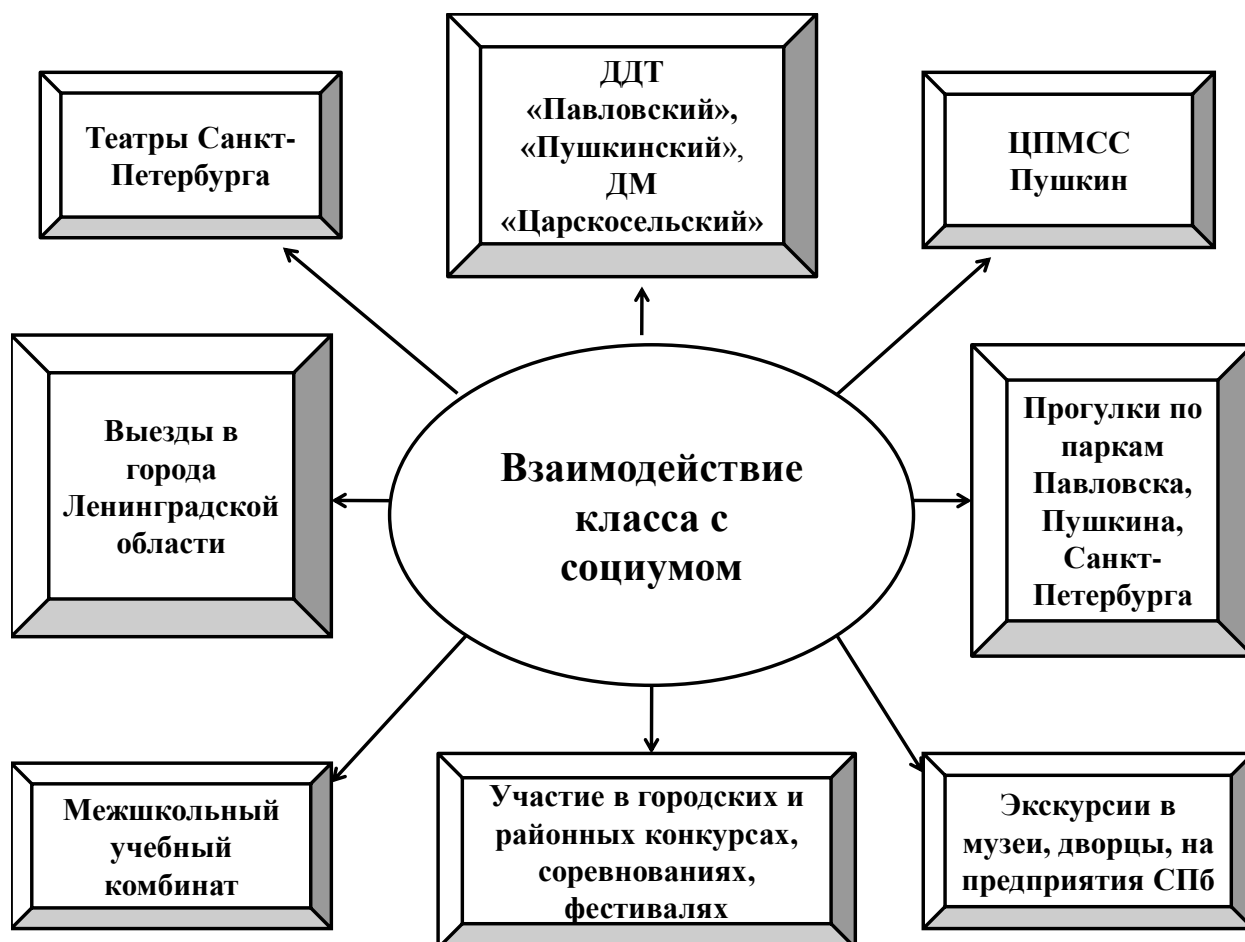 Театры Санкт-
Петербурга
ДДТ
«Павловский»,
«Пушкинский»,
ДМ
«Царскосельский»
ЦПМСС
Пушкин
Выезды в
города
Ленинградской
области
Взаимодействие
класса с
социумом
Прогулки по
паркам
Павловска,
Пушкина,
Санкт-
Петербурга
Межшкольный
учебный
комбинат
Участие в городских и
районных конкурсах,
соревнованиях,
фестивалях
Экскурсии в
музеи, дворцы, на
предприятия СПб